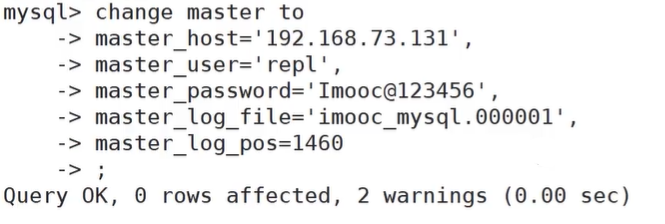 mysql> change master to
    -> master_host='192.168.73.131',
    -> master_user='repl',
    -> master_password='Imooc@123456',
    -> master_log_file='imooc_mysql.000001',
    -> master_log_pos=1460
    -> ;
Query OK, 0 rows affected, 2 warnings (0.00 sec)